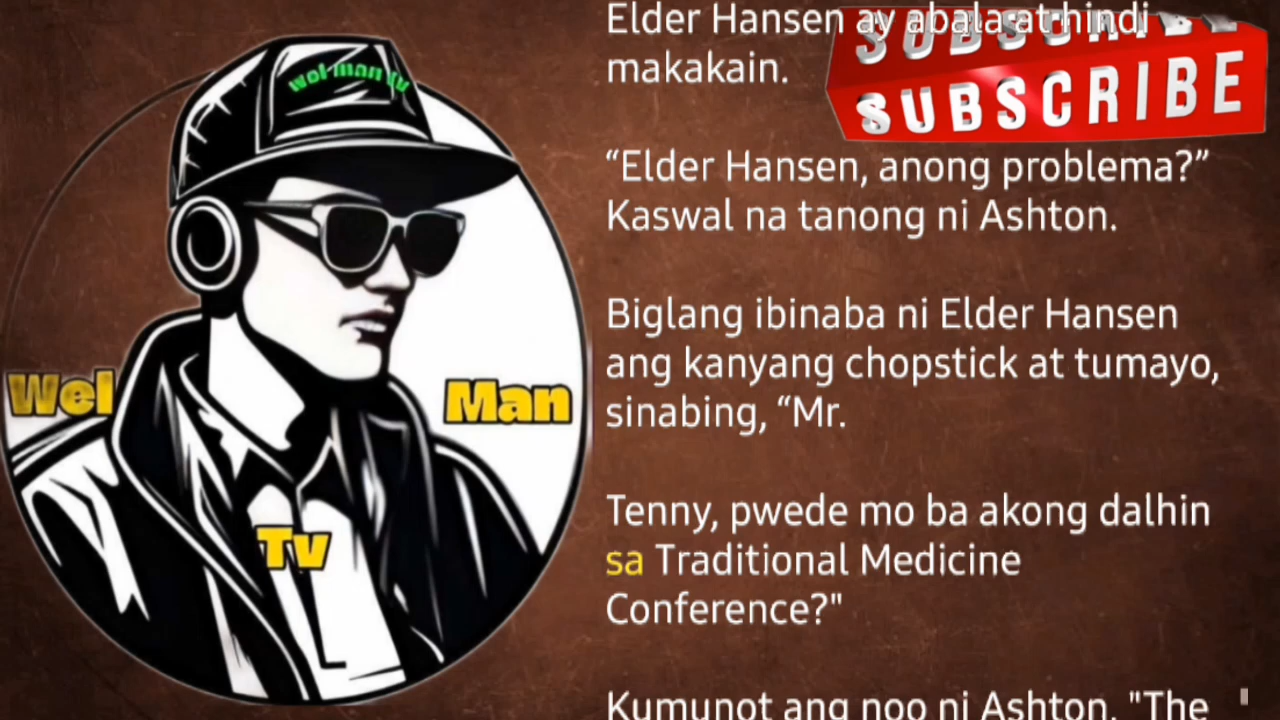 wel man tv
Wel
Man
Tv
SUBSCRIBE
SUBSCRIBE
Elder Hansen ay abala at hindi
makakain.
“Elder Hansen, anong problema?”
Kaswal na tanong ni Ashton.
Biglang ibinaba ni Elder Hansen
ang kanyang chopstick at tumayo,
sinabing, “Mr.
Tenny, pwede mo ba akong dalhin
sa Traditional Medicine
Conference?"
Kumunot ang noo ni Ashton. "The